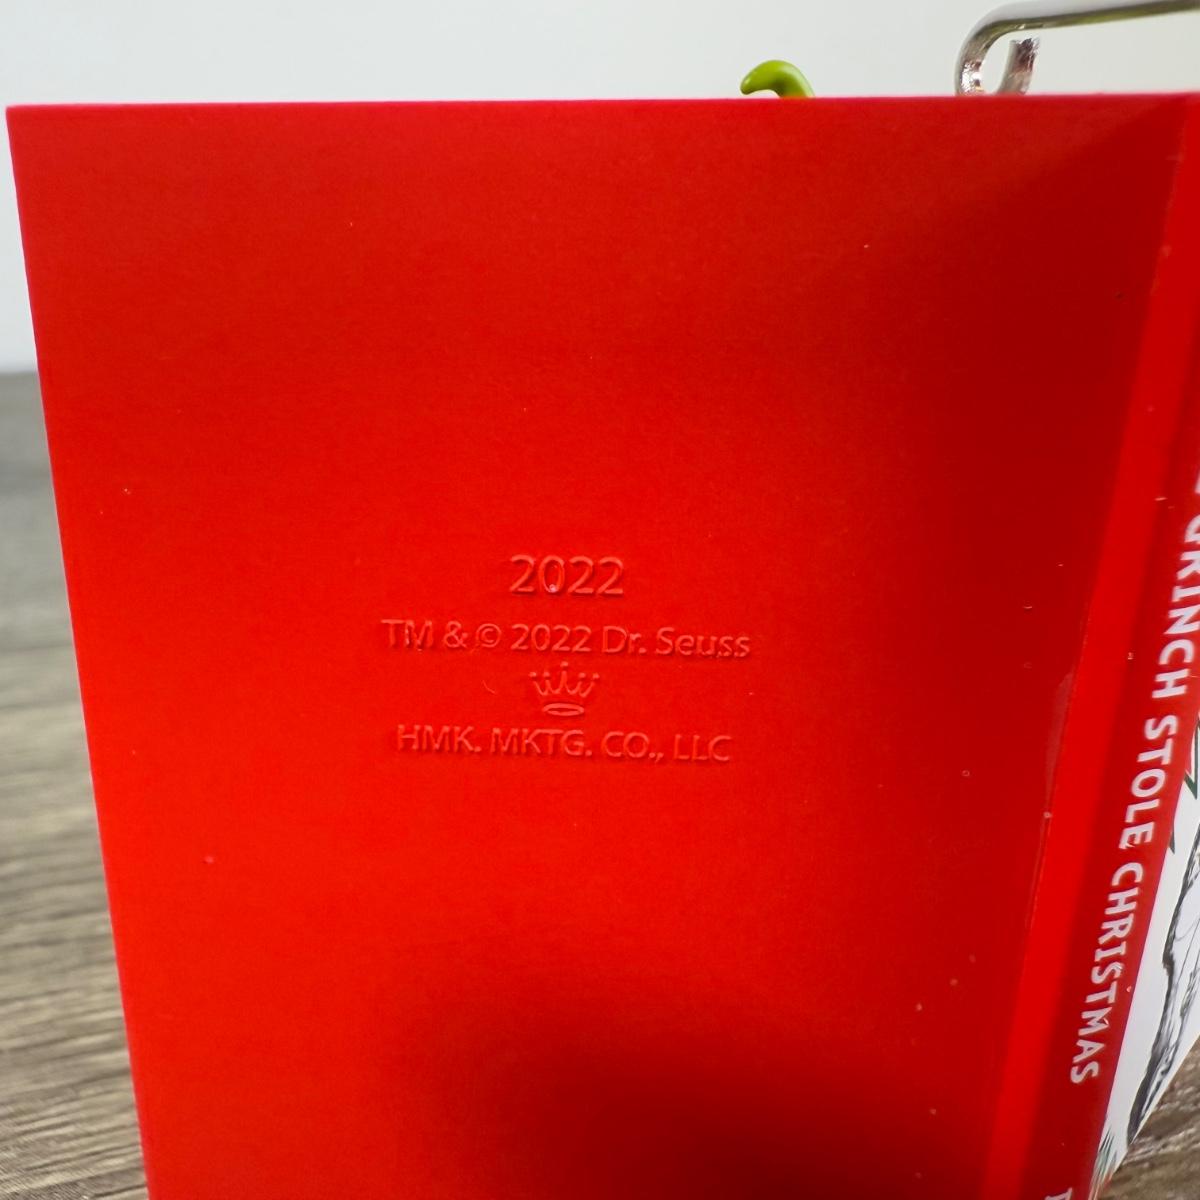 2022
TM & © 2022 Dr. Seuss
HMK. MKTG. CO., LLC
GRINCH STOLE CHRISTMAS